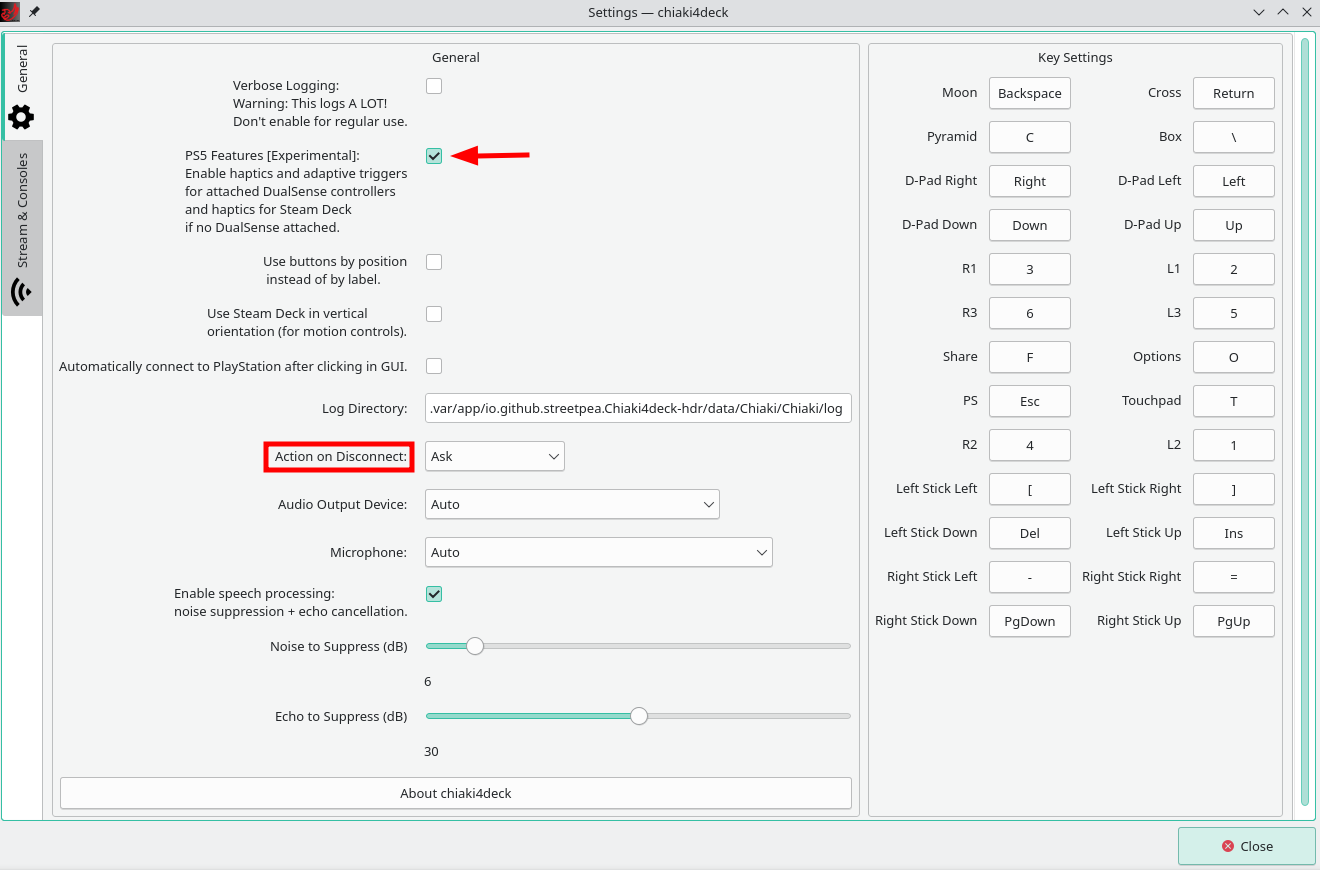 Settings — chiaki4deck
General
Stream & Consoles
General
Verbose Logging:
Warning: This logs A LOT!
Don't enable for regular use.
PS5 Features [Experimental]:
Enable haptics and adaptive triggers
for attached DualSense controllers
and haptics for Steam Deck
if no DualSense attached.
Use buttons by position
instead of by label.
Use Steam Deck in vertical
orientation (for motion controls).
Automatically connect to PlayStation after clicking in GUI.
Log Directory: .var/app/io.github.streetpea.Chiaki4deck-hdr/data/Chiaki/Chiaki/log
Action on Disconnect: Ask
Audio Output Device: Auto
Microphone: Auto
Enable speech processing:
noise suppression + echo cancellation.
Noise to Suppress (dB)
6
Echo to Suppress (dB)
30
About chiaki4deck
Key Settings
Moon Backspace Cross Return
Pyramid C Box \
D-Pad Right Right D-Pad Left Left
D-Pad Down Down D-Pad Up Up
R1 3 L1 2
R3 6 L3 5
Share F Options O
PS Esc Touchpad T
R2 4 L2 1
Left Stick Left [ Left Stick Right ]
Left Stick Down Del Left Stick Up Ins
Right Stick Left - Right Stick Right =
Right Stick Down PgDown Right Stick Up PgUp
Close